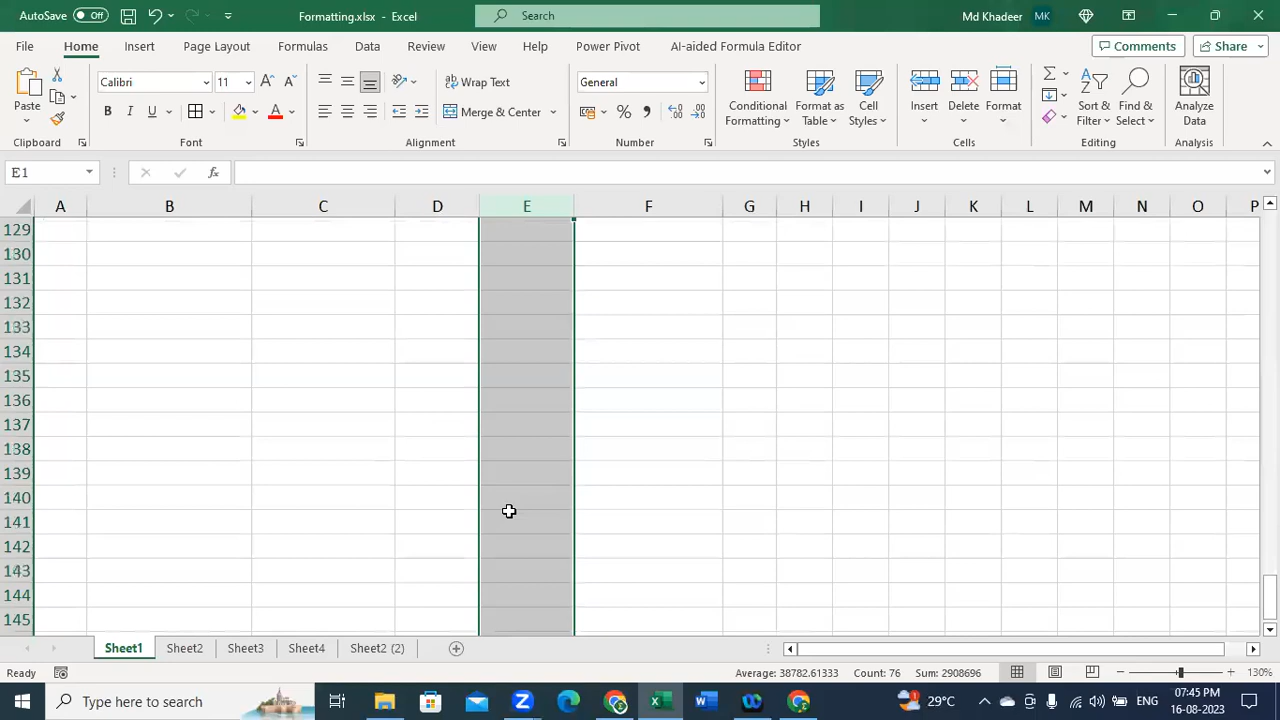 AutoSave Off Formatting.xlsx - Excel Search Md Khadeer MK
File Home Insert Page Layout Formulas Data Review View Help Power Pivot AI-aided Formula Editor Comments Share
Paste Calibri 11 Wrap Text General Conditional Formatting Format as Table Cell Styles Insert Delete Format Sort & Filter Find & Select Analyze Data
B I U A Merge & Center % ,
Clipboard Font Alignment Number Styles Cells Editing Analysis
E1 fx
A B C D E F G H I J K L M N O P
129
130
131
132
133
134
135
136
137
138
139
140
141
142
143
144
145
Sheet1 Sheet2 Sheet3 Sheet4 Sheet2 (2)
Ready Average: 38782.61333 Count: 76 Sum: 2908696 130%
Type here to search 29°C ENG 07:45 PM
16-08-2023